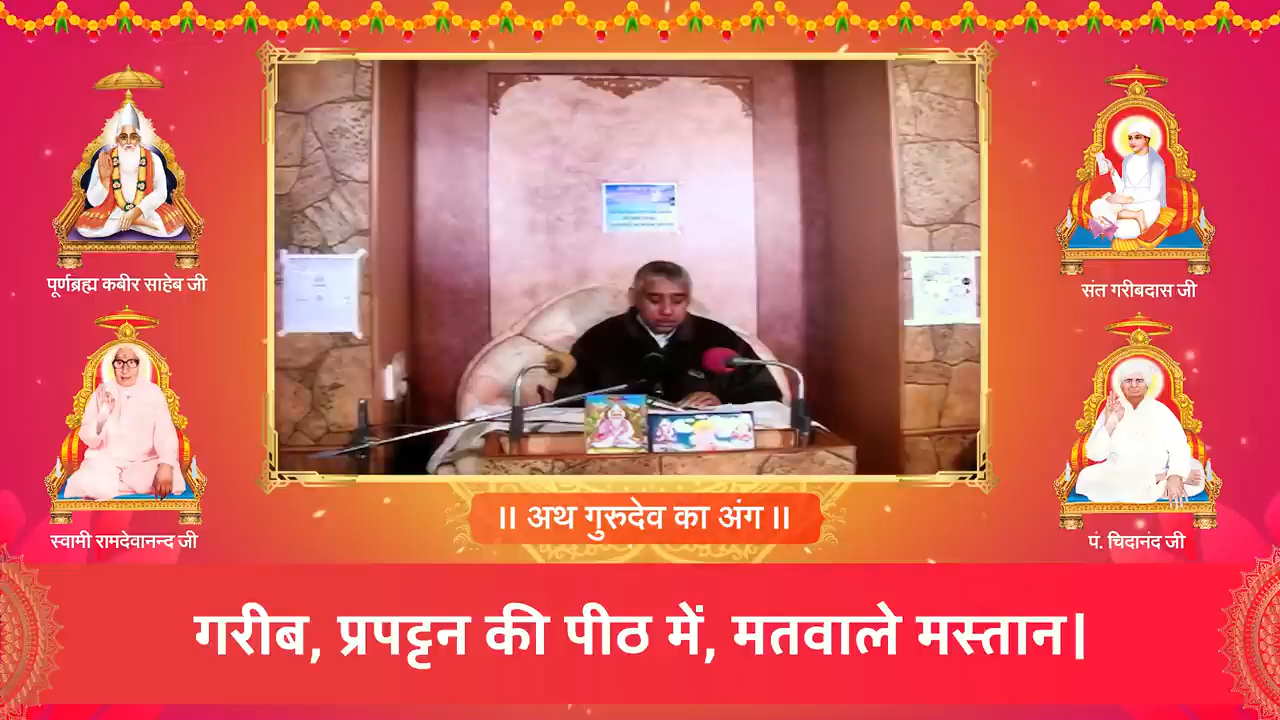 पूर्णब्रह्म कबीर साहेब जी
संत गरीबदास जी
स्वामी रामदेवानन्द जी
पं. चिदानंद जी
॥ अथ गुरुदेव का अंग ॥
गरीब, प्रपट्टन की पीठ में, मतवाले मस्तान|